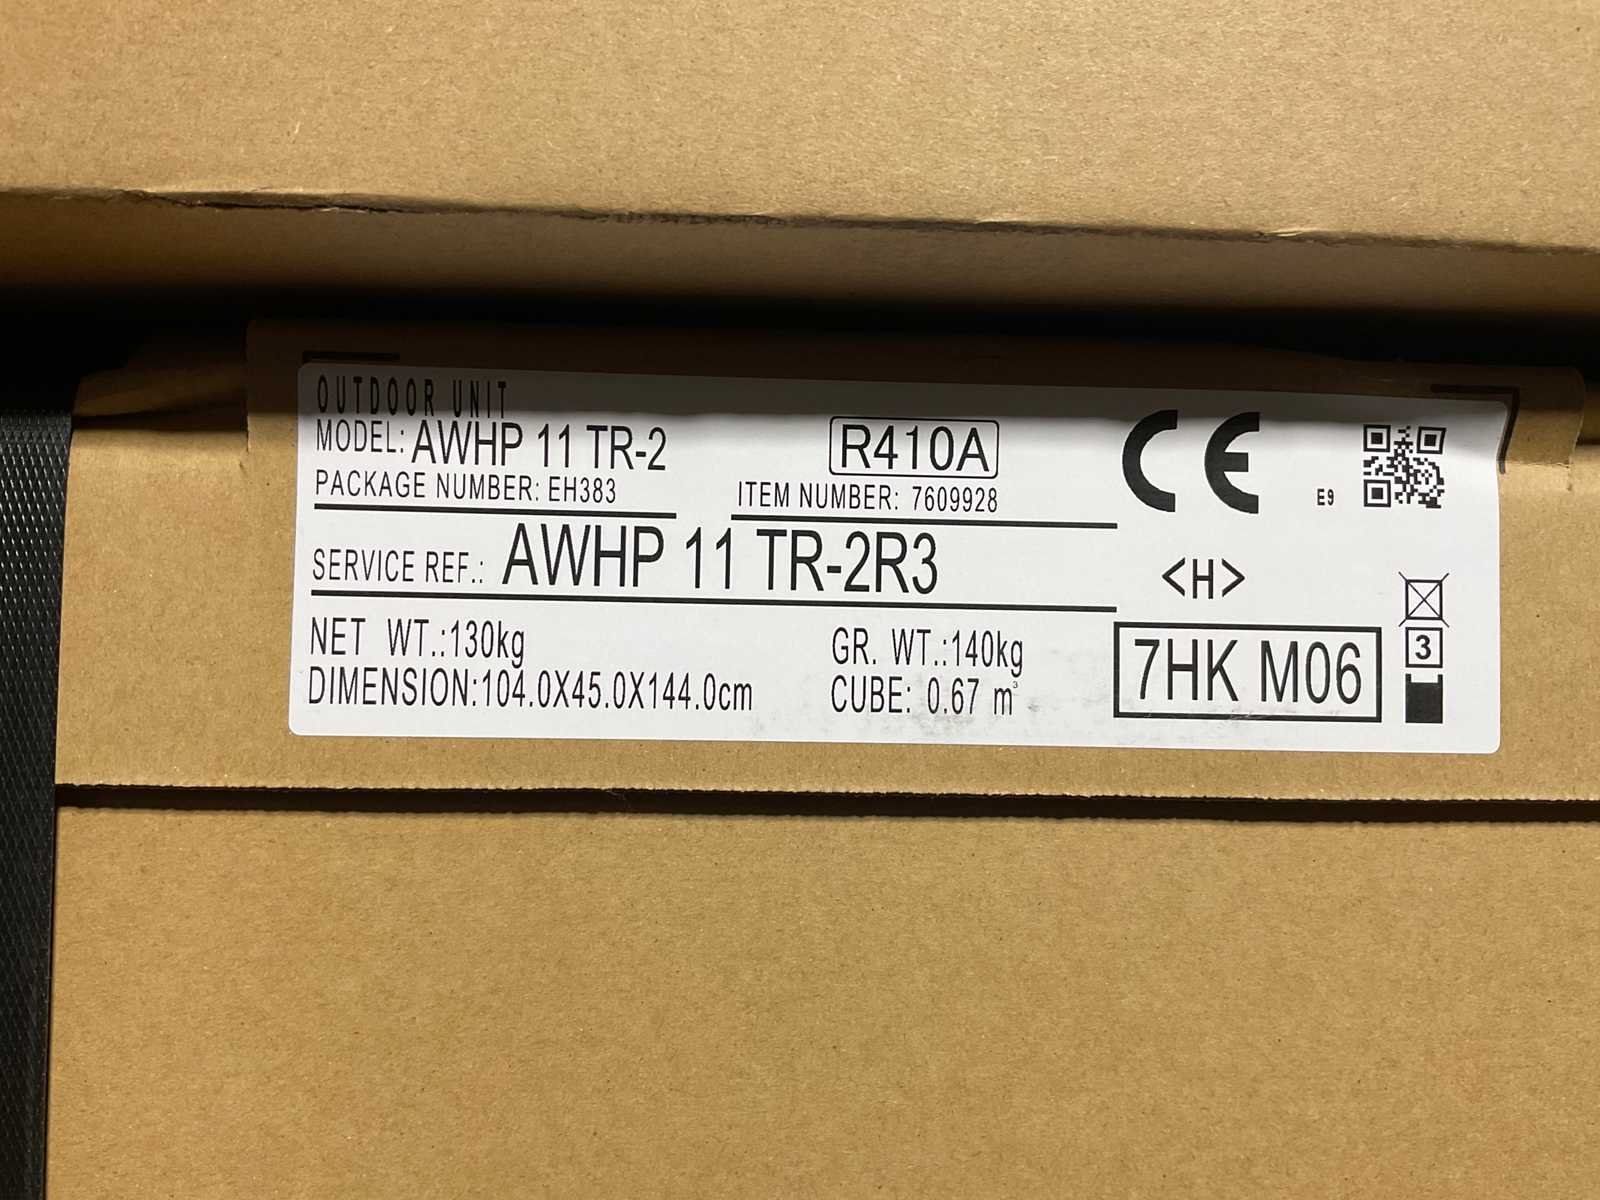 OUTDOOR UNIT
MODEL: AWHP 11 TR-2
R410A
PACKAGE NUMBER: EH383
ITEM NUMBER: 7609928
CE
E9
SERVICE REF.: AWHP 11 TR-2R3
<H>
NET WT.:130kg
GR. WT.:140kg
DIMENSION:104.0X45.0X144.0cm
CUBE: 0.67 m³
7HK M06
3